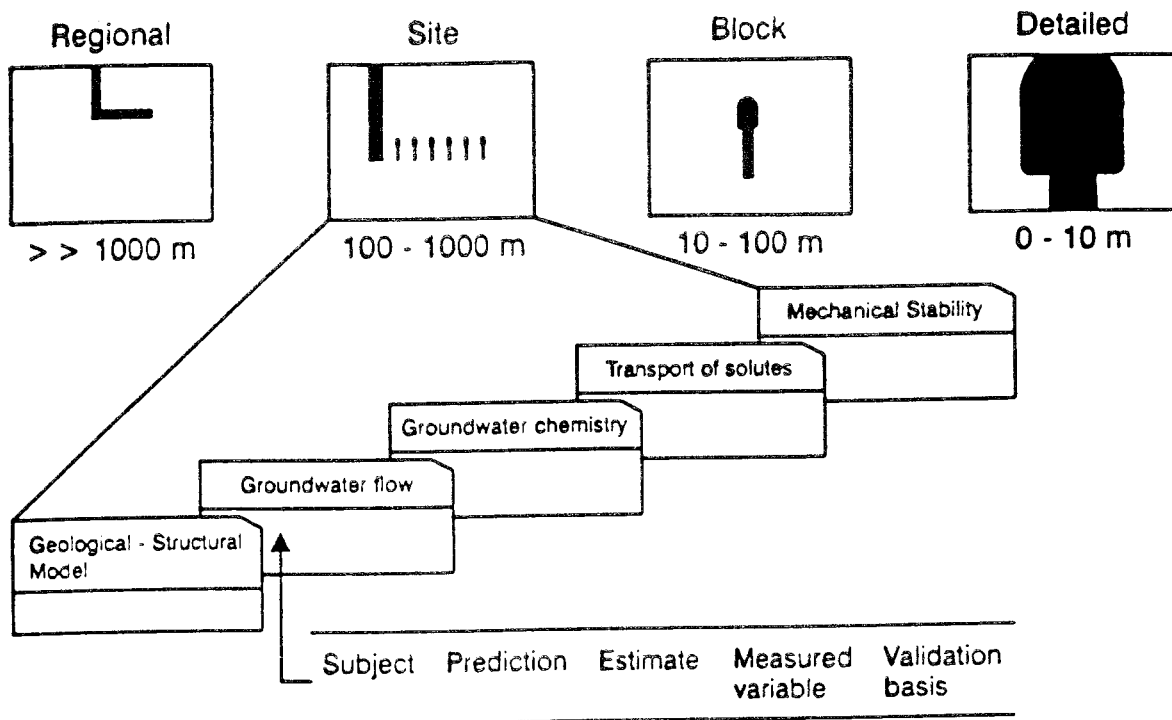 Regional
Site
Block
Detailed
> > 1000 m
100 - 1000 m
10 - 100 m
0 - 10 m
Mechanical Stability
Transport of solutes
Groundwater chemistry
Groundwater flow
Geological - Structural
Model
Subject Prediction Estimate Measured Validation
variable basis